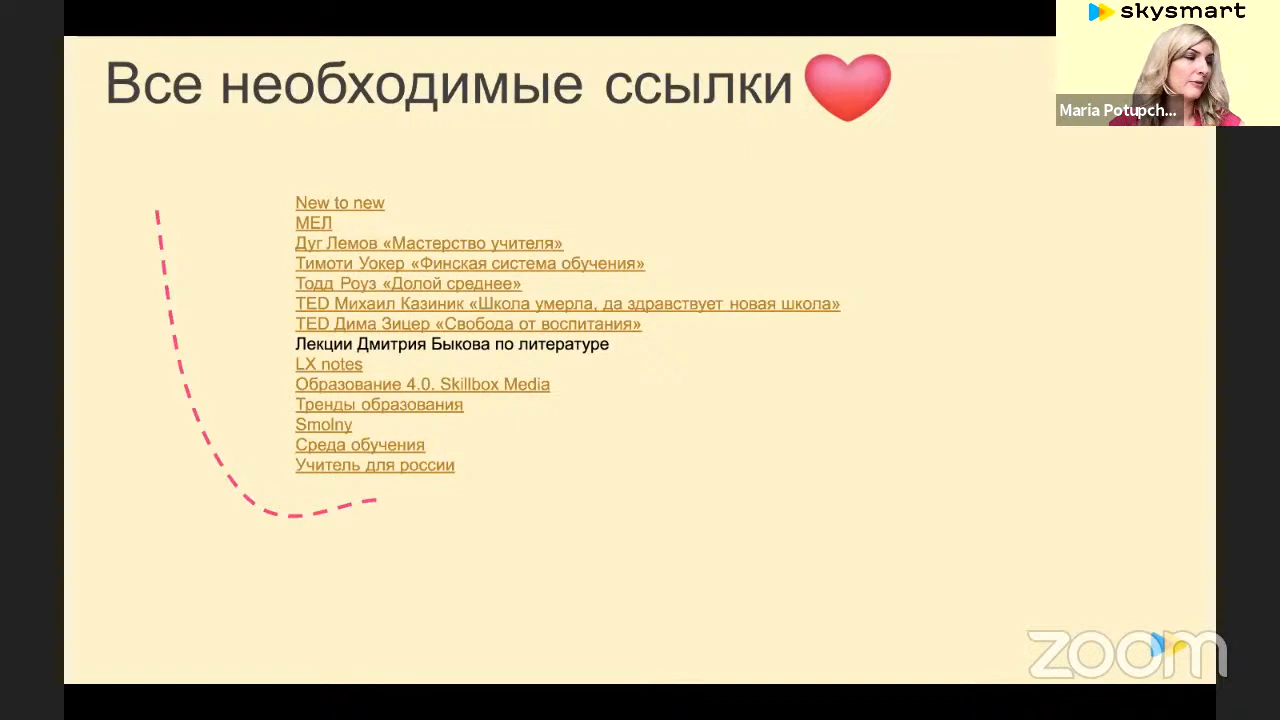 skysmart
Maria Potupch...
Все необходимые ссылки
New to new
МЕЛ
Дуг Лемов «Мастерство учителя»
Тимоти Уокер «Финская система обучения»
Тодд Роуз «Долой среднее»
TED Михаил Казиник «Школа умерла, да здравствует новая школа»
TED Дима Зицер «Свобода от воспитания»
Лекции Дмитрия Быкова по литературе
LX notes
Образование 4.0. Skillbox Media
Тренды образования
Smolny
Среда обучения
Учитель для россии
zoom